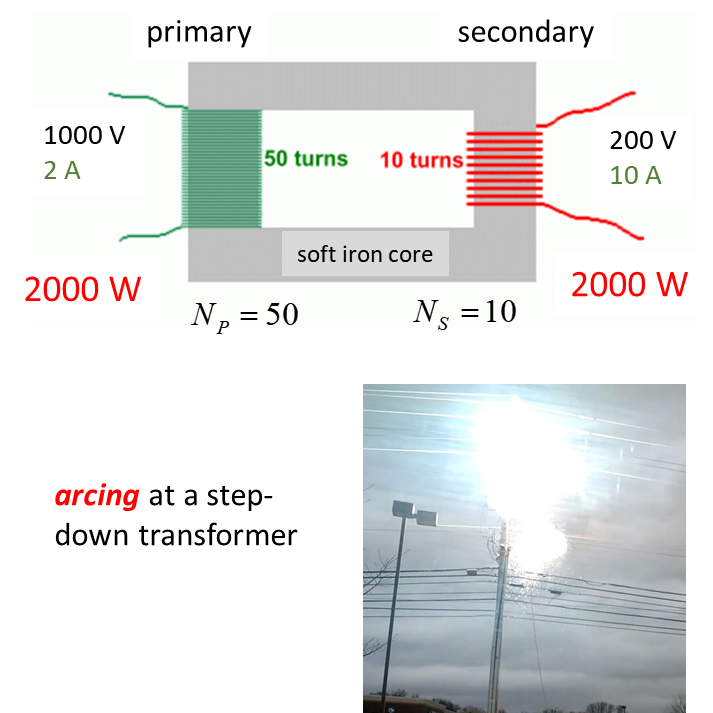 primary
secondary
1000 V
2 A
50 turns
10 turns
200 V
10 A
soft iron core
2000 W
2000 W
N_P = 50
N_S = 10
arcing at a step-
down transformer